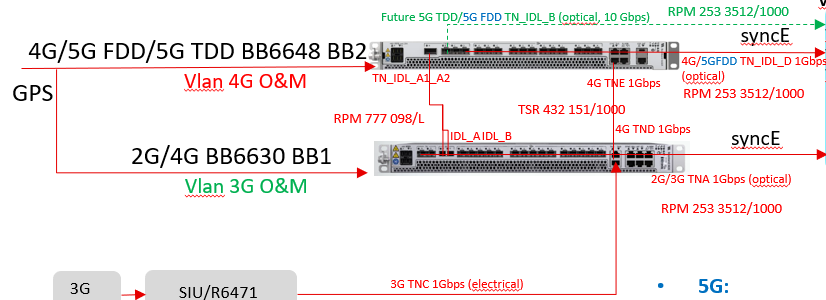 Future 5G TDD/5G FDD TN_IDL_B (optical, 10 Gbps)
RPM 253 3512/1000
syncE
4G/5G FDD/5G TDD BB6648 BB2
4G/5GFDD TN_IDL_D 1Gbps
(optical)
Vlan 4G O&M
TN_IDL_A1_A2
4G TNE 1Gbps
RPM 253 3512/1000
GPS
TSR 432 151/1000
RPM 777 098/L
4G TND 1Gbps
IDL_A IDL_B
syncE
2G/4G BB6630 BB1
2G/3G TNA 1Gbps (optical)
Vlan 3G O&M
RPM 253 3512/1000
3G TNC 1Gbps (electrical)
3G
SIU/R6471
• 5G: